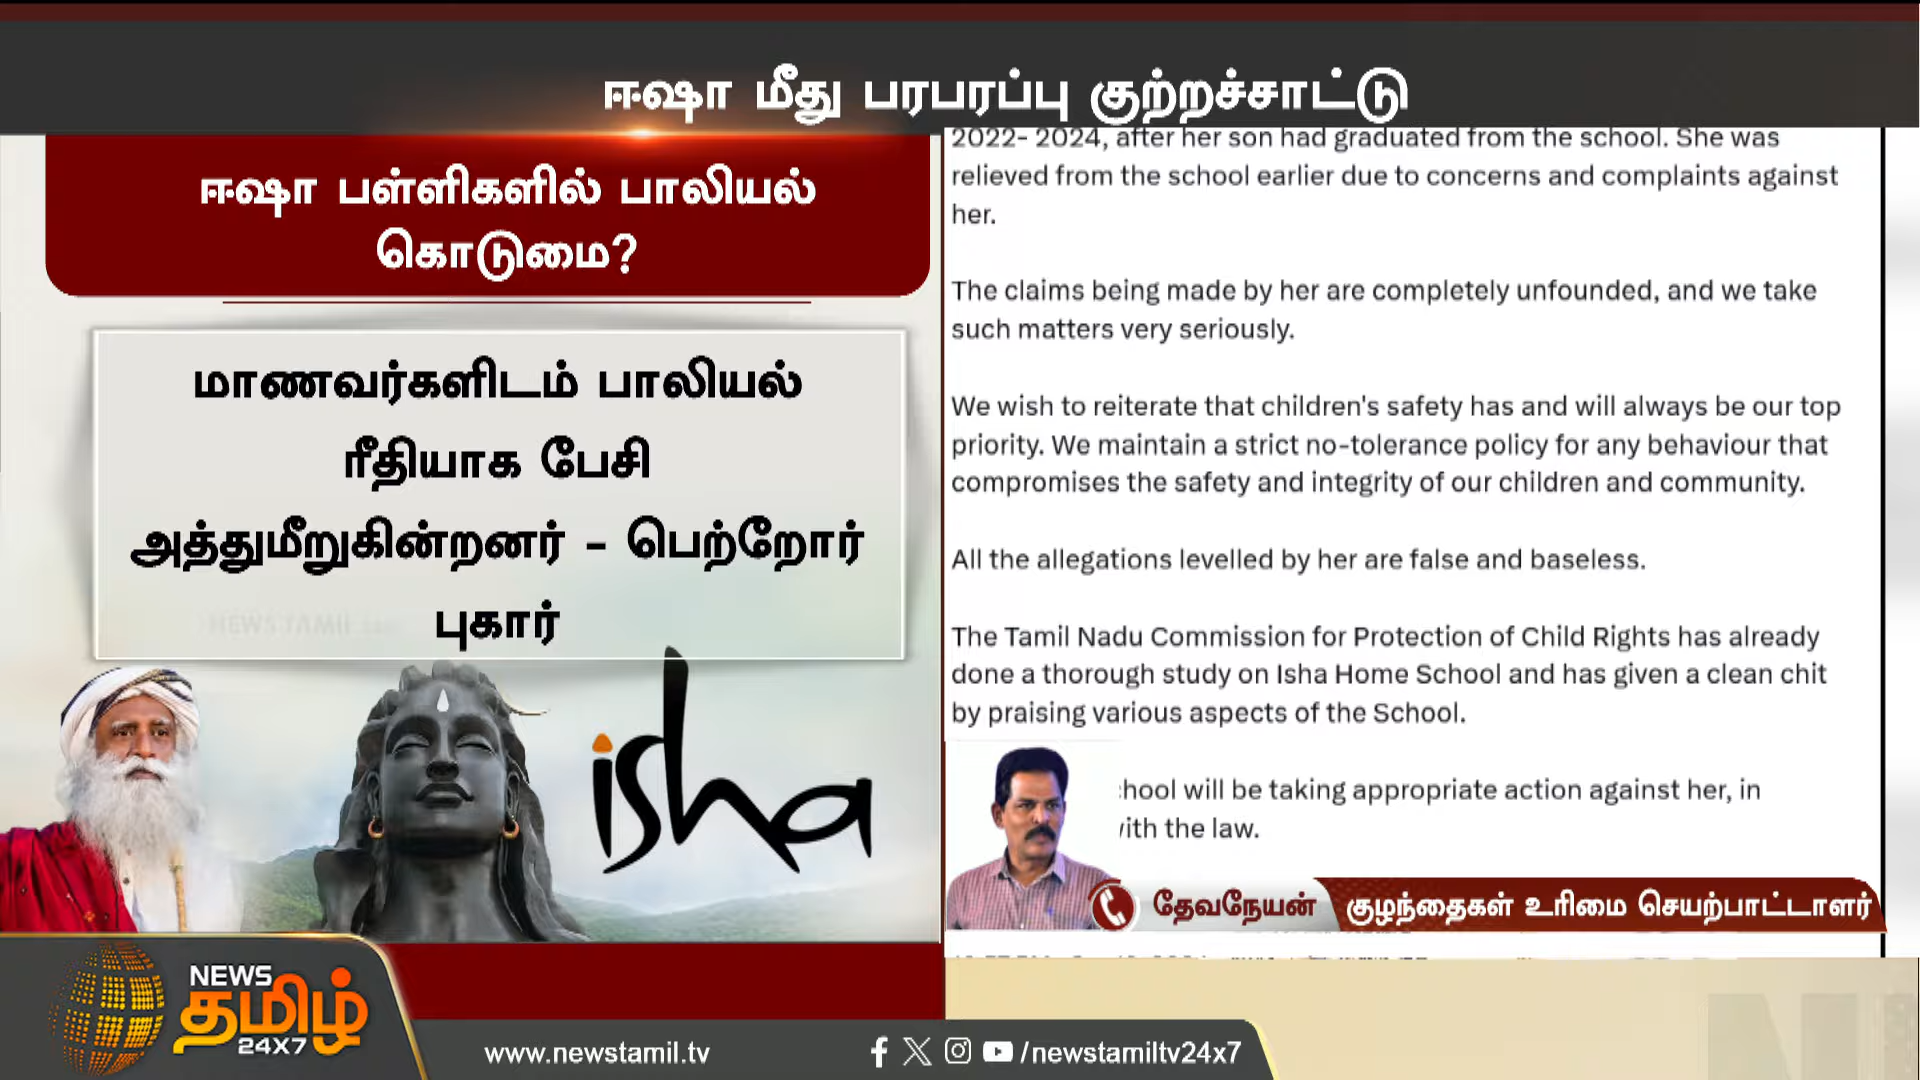 ஈஷா மீது பரபரப்பு குற்றச்சாட்டு
ஈஷா பள்ளிகளில் பாலியல்
கொடுமை?
மாணவர்களிடம் பாலியல்
ரீதியாக பேசி
அத்துமீறுகின்றனர் - பெற்றோர்
புகார்
isha
2022- 2024, after her son had graduated from the school. She was
relieved from the school earlier due to concerns and complaints against
her.
The claims being made by her are completely unfounded, and we take
such matters very seriously.
We wish to reiterate that children's safety has and will always be our top
priority. We maintain a strict no-tolerance policy for any behaviour that
compromises the safety and integrity of our children and community.
All the allegations levelled by her are false and baseless.
The Tamil Nadu Commission for Protection of Child Rights has already
done a thorough study on Isha Home School and has given a clean chit
by praising various aspects of the School.
hool will be taking appropriate action against her, in
ith the law.
தேவநேயன் குழந்தைகள் உரிமை செயற்பாட்டாளர்
NEWS
தமிழ்
24X7
www.newstamil.tv
/newstamiltv24x7